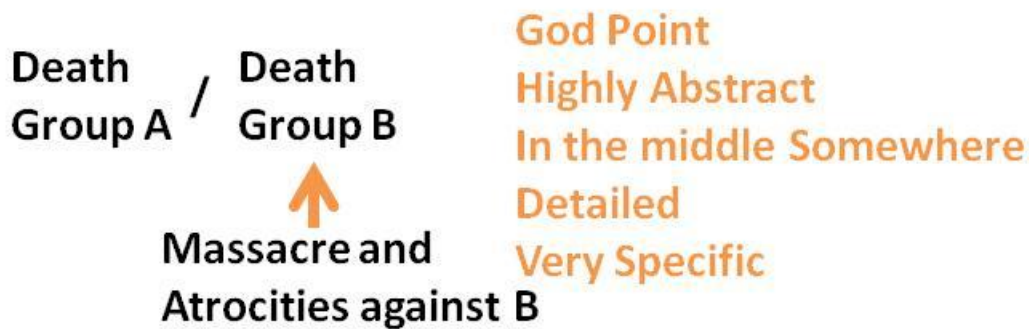 Death
Group A
/
Death
Group B
Massacre and
Atrocities against B
God Point
Highly Abstract
In the middle Somewhere
Detailed
Very Specific